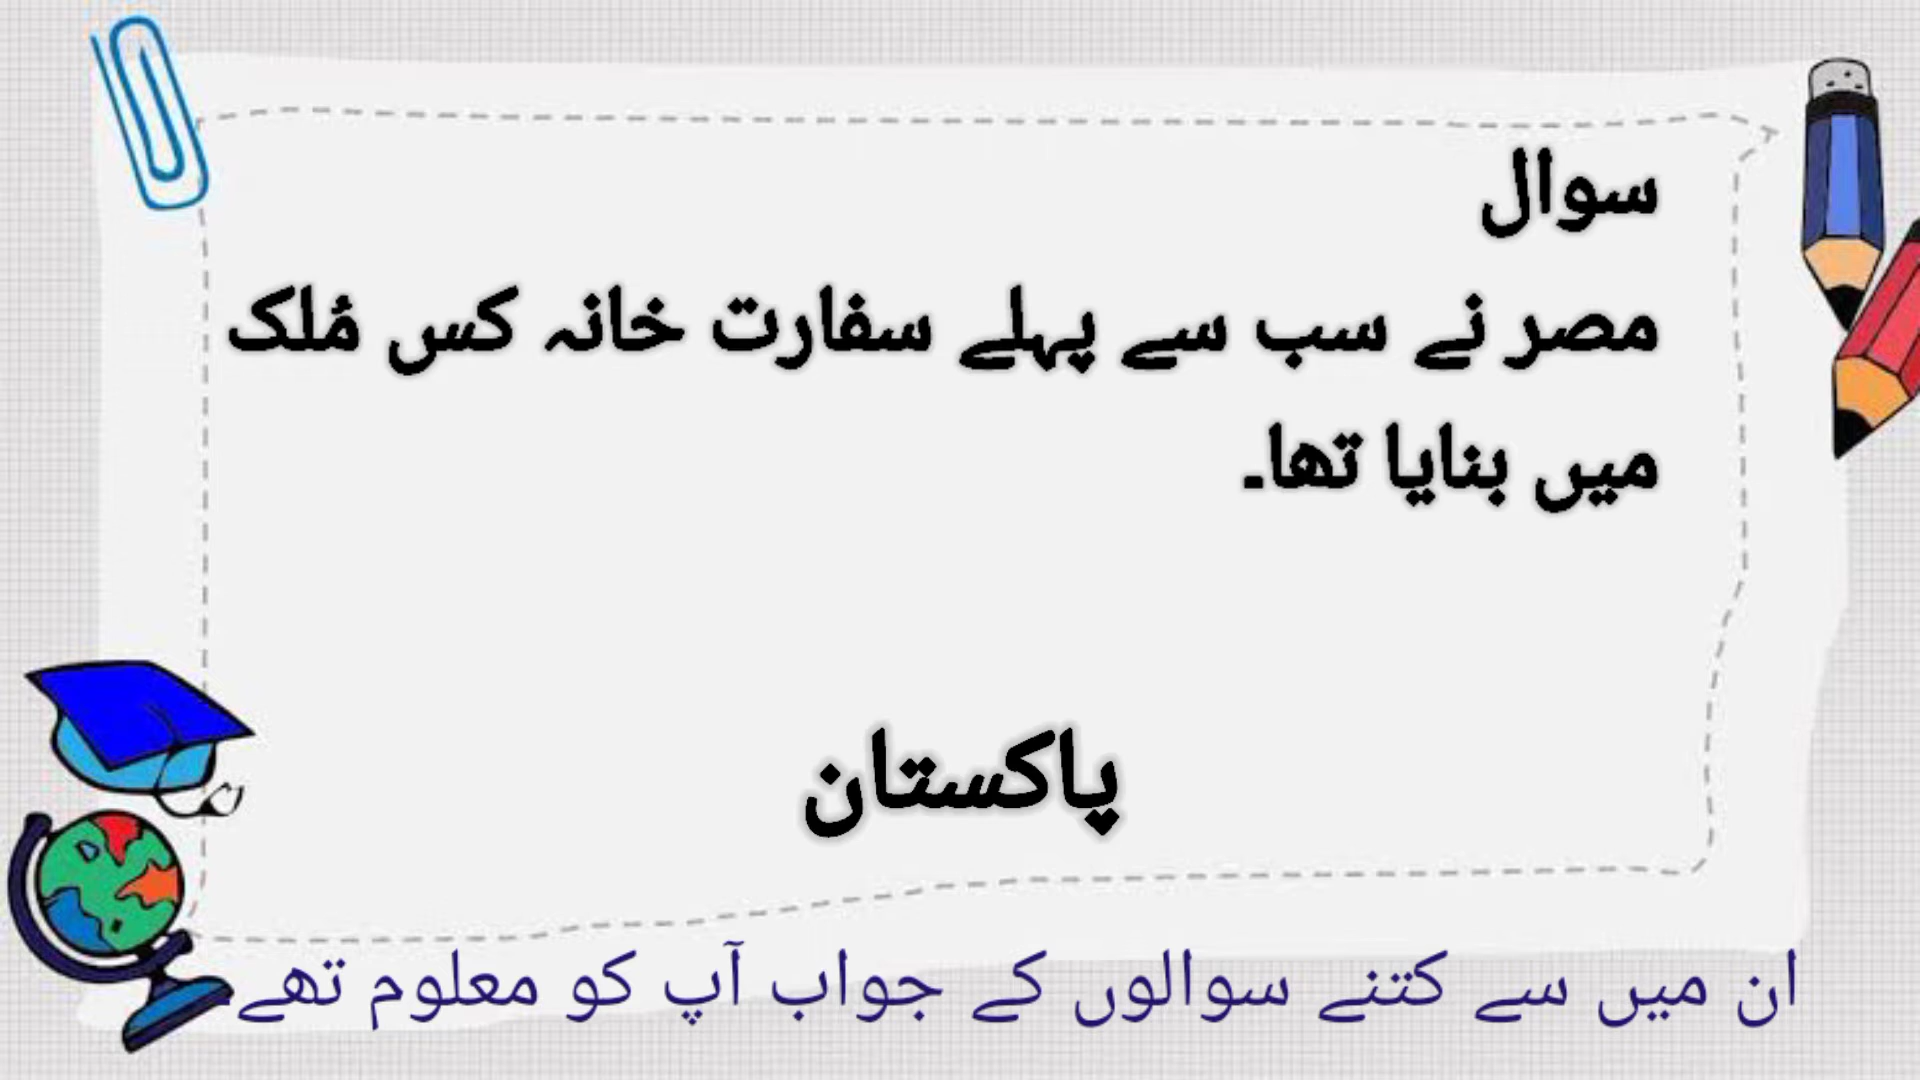 سوال
مصر نے سب سے پہلے سفارت خانہ کس مُلک
میں بنایا تھا۔
پاکستان
ان میں سے کتنے سوالوں کے جواب آپ کو معلوم تھے۔